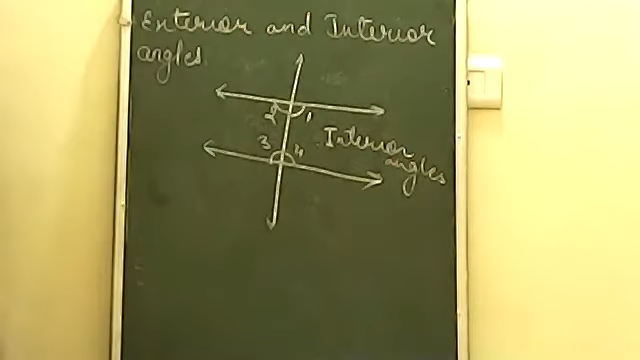 Exterior and Interior
angles
2 1
3 4
Interior
angles